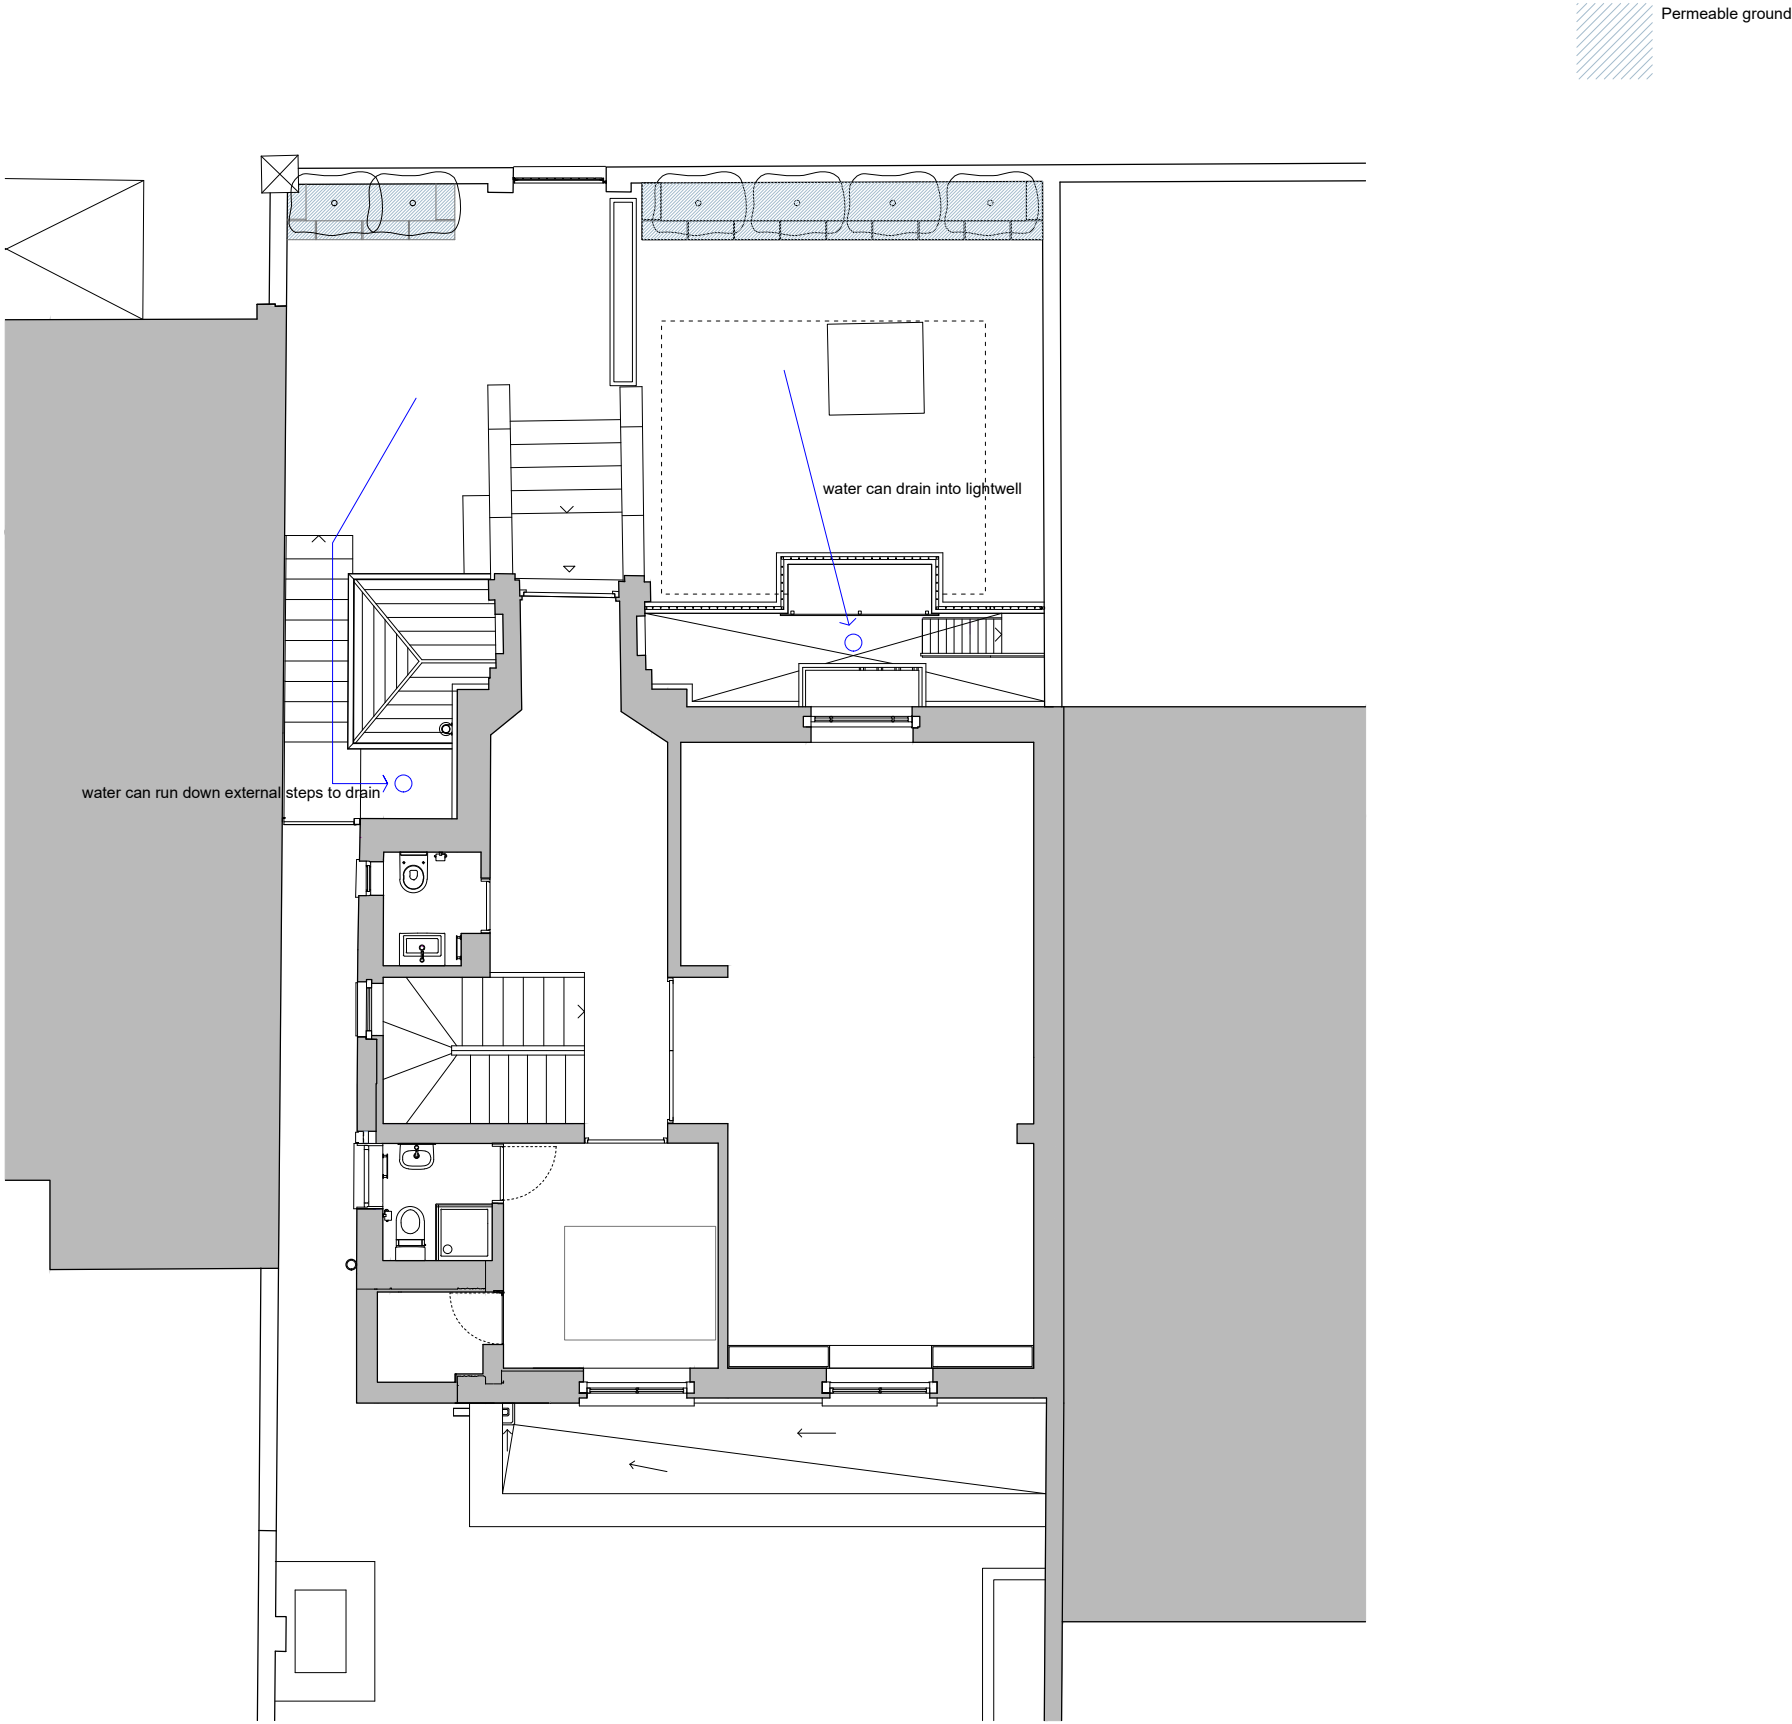 Permeable ground
water can drain into lightwell
water can run down external steps to drain